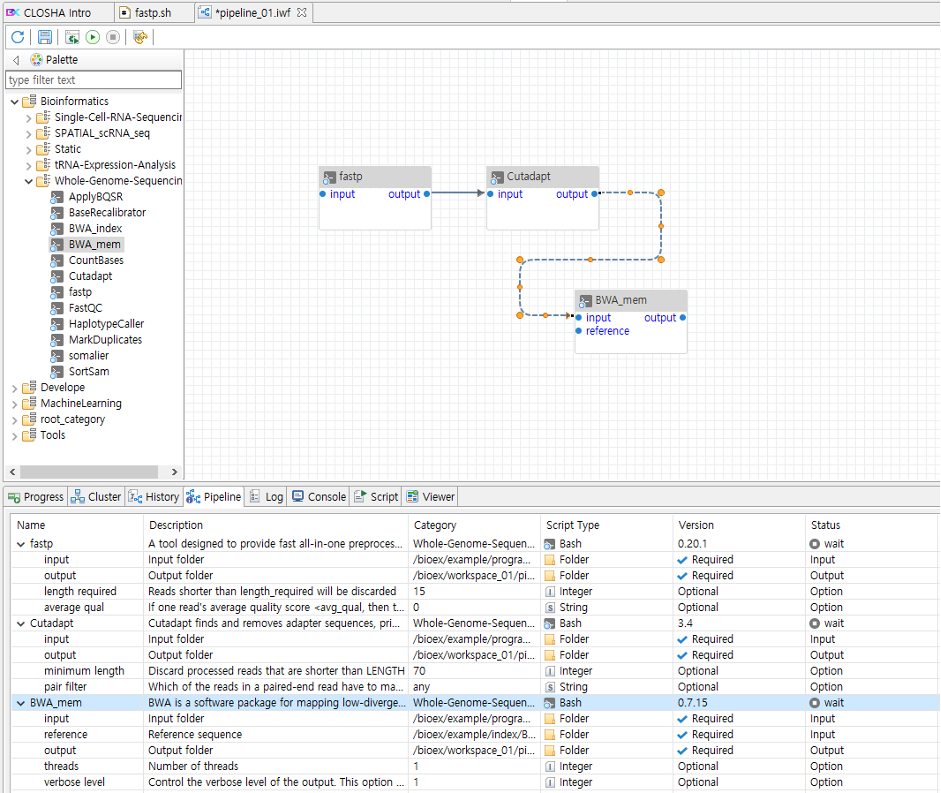 CLOSHA Intro fastp.sh *pipeline_01.iwf
Palette
type filter text
Bioinformatics
Single-Cell-RNA-Sequencin
SPATIAL_scRNA_seq
Static
tRNA-Expression-Analysis
Whole-Genome-Sequencin
ApplyBQSR
BaseRecalibrator
BWA_index
BWA_mem
CountBases
Cutadapt
fastp
FastQC
HaplotypeCaller
MarkDuplicates
somalier
SortSam
Develope
MachineLearning
root_category
Tools
fastp
input output
Cutadapt
input output
BWA_mem
input output
reference
Progress Cluster History Pipeline Log Console Script Viewer
Name Description Category Script Type Version Status
fastp A tool designed to provide fast all-in-one preproces... Whole-Genome-Sequen... Bash 0.20.1 wait
input Input folder /bioex/example/progra... Folder Required Input
output Output folder /bioex/workspace_01/pi... Folder Required Output
length required Reads shorter than length_required will be discarded 15 Integer Optional Option
average qual If one read's average quality score <avg_qual, then t... 0 String Optional Option
Cutadapt Cutadapt finds and removes adapter sequences, pri... Whole-Genome-Sequen... Bash 3.4 wait
input Input folder /bioex/example/progra... Folder Required Input
output Output folder /bioex/workspace_01/pi... Folder Required Output
minimum length Discard processed reads that are shorter than LENGTH 70 Integer Optional Option
pair filter Which of the reads in a paired-end read have to ma... any String Optional Option
BWA_mem BWA is a software package for mapping low-diverge... Whole-Genome-Sequen... Bash 0.7.15 wait
input Input folder /bioex/example/progra... Folder Required Input
reference Reference sequence /bioex/example/index/B... Folder Required Input
output Output folder /bioex/workspace_01/pi... Folder Required Output
threads Number of threads 1 Integer Optional Option
verbose level Control the verbose level of the output. This option ... 1 Integer Optional Option